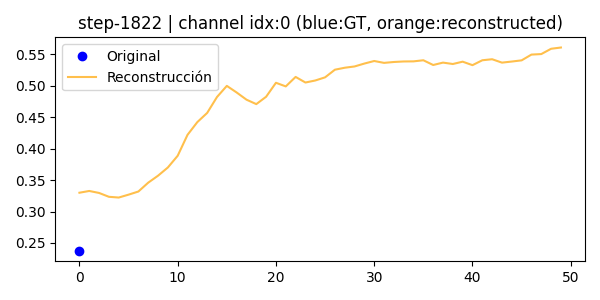 step-1822 | channel idx:0 (blue:GT, orange:reconstructed)
Original
Reconstrucción
0.55
0.50
0.45
0.40
0.35
0.30
0.25
0 10 20 30 40 50